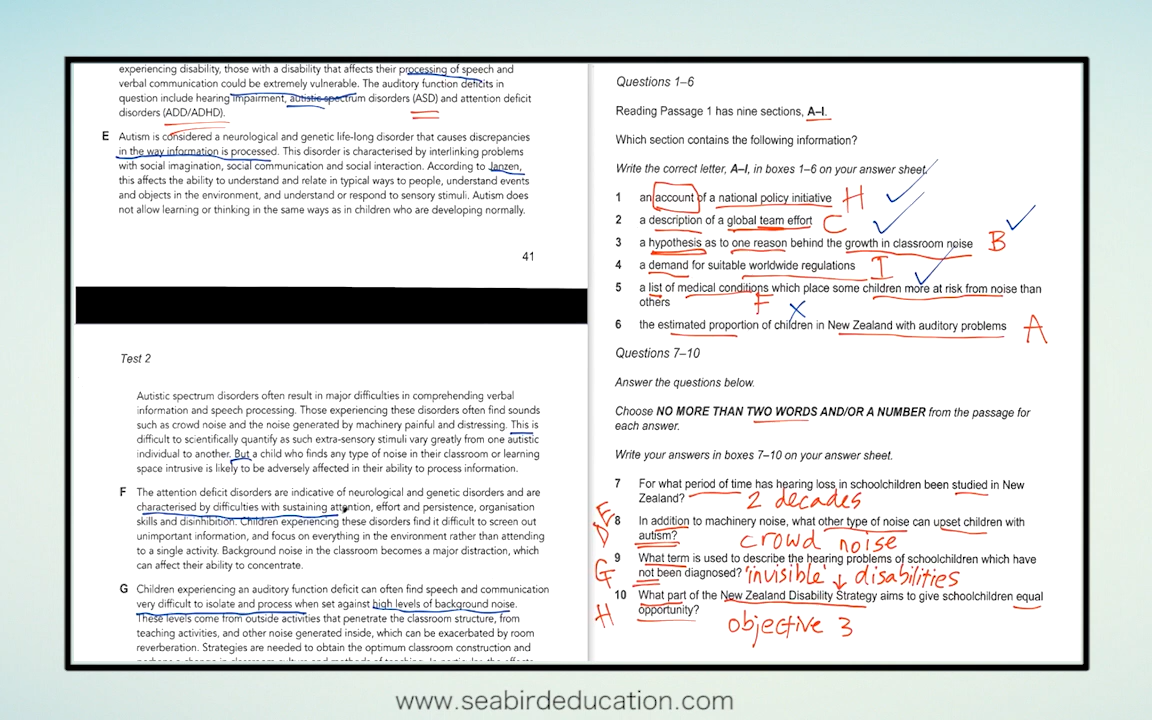 experiencing disability, those with a disability that affects their processing of speech and
verbal communication could be extremely vulnerable. The auditory function deficits in
question include hearing impairment, autistic spectrum disorders (ASD) and attention deficit
disorders (ADD/ADHD).
E Autism is considered a neurological and genetic life-long disorder that causes discrepancies
in the way information is processed. This disorder is characterised by interlinking problems
with social imagination, social communication and social interaction. According to Janzen,
this affects the ability to understand and relate in typical ways to people, understand events
and objects in the environment, and understand or respond to sensory stimuli. Autism does
not allow learning or thinking in the same ways as in children who are developing normally.
41
Test 2
Autistic spectrum disorders often result in major difficulties in comprehending verbal
information and speech processing. Those experiencing these disorders often find sounds
such as crowd noise and the noise generated by machinery painful and distressing. This is
difficult to scientifically quantify as such extra-sensory stimuli vary greatly from one autistic
individual to another. But a child who finds any type of noise in their classroom or learning
space intrusive is likely to be adversely affected in their ability to process information.
F The attention deficit disorders are indicative of neurological and genetic disorders and are
characterised by difficulties with sustaining attention, effort and persistence, organisation
skills and disinhibition. Children experiencing these disorders find it difficult to screen out
unimportant information, and focus on everything in the environment rather than attending
to a single activity. Background noise in the classroom becomes a major distraction, which
can affect their ability to concentrate.
G Children experiencing an auditory function deficit can often find speech and communication
very difficult to isolate and process when set against high levels of background noise.
These levels come from outside activities that penetrate the classroom structure, from
teaching activities, and other noise generated inside, which can be exacerbated by room
reverberation. Strategies are needed to obtain the optimum classroom construction and
Questions 1–6
Reading Passage 1 has nine sections, A–I.
Which section contains the following information?
Write the correct letter, A–I, in boxes 1–6 on your answer sheet.
1 an account of a national policy initiative H
2 a description of a global team effort C
3 a hypothesis as to one reason behind the growth in classroom noise B
4 a demand for suitable worldwide regulations I
5 a list of medical conditions which place some children more at risk from noise than
others F
6 the estimated proportion of children in New Zealand with auditory problems A
Questions 7–10
Answer the questions below.
Choose NO MORE THAN TWO WORDS AND/OR A NUMBER from the passage for
each answer.
Write your answers in boxes 7–10 on your answer sheet.
7 For what period of time has hearing loss in schoolchildren been studied in New
Zealand? 2 decades
E
8 In addition to machinery noise, what other type of noise can upset children with
D autism? crowd noise
9 What term is used to describe the hearing problems of schoolchildren which have
G not been diagnosed? 'invisible' disabilities
10 What part of the New Zealand Disability Strategy aims to give schoolchildren equal
H opportunity? objective 3
www.seabirdeducation.com